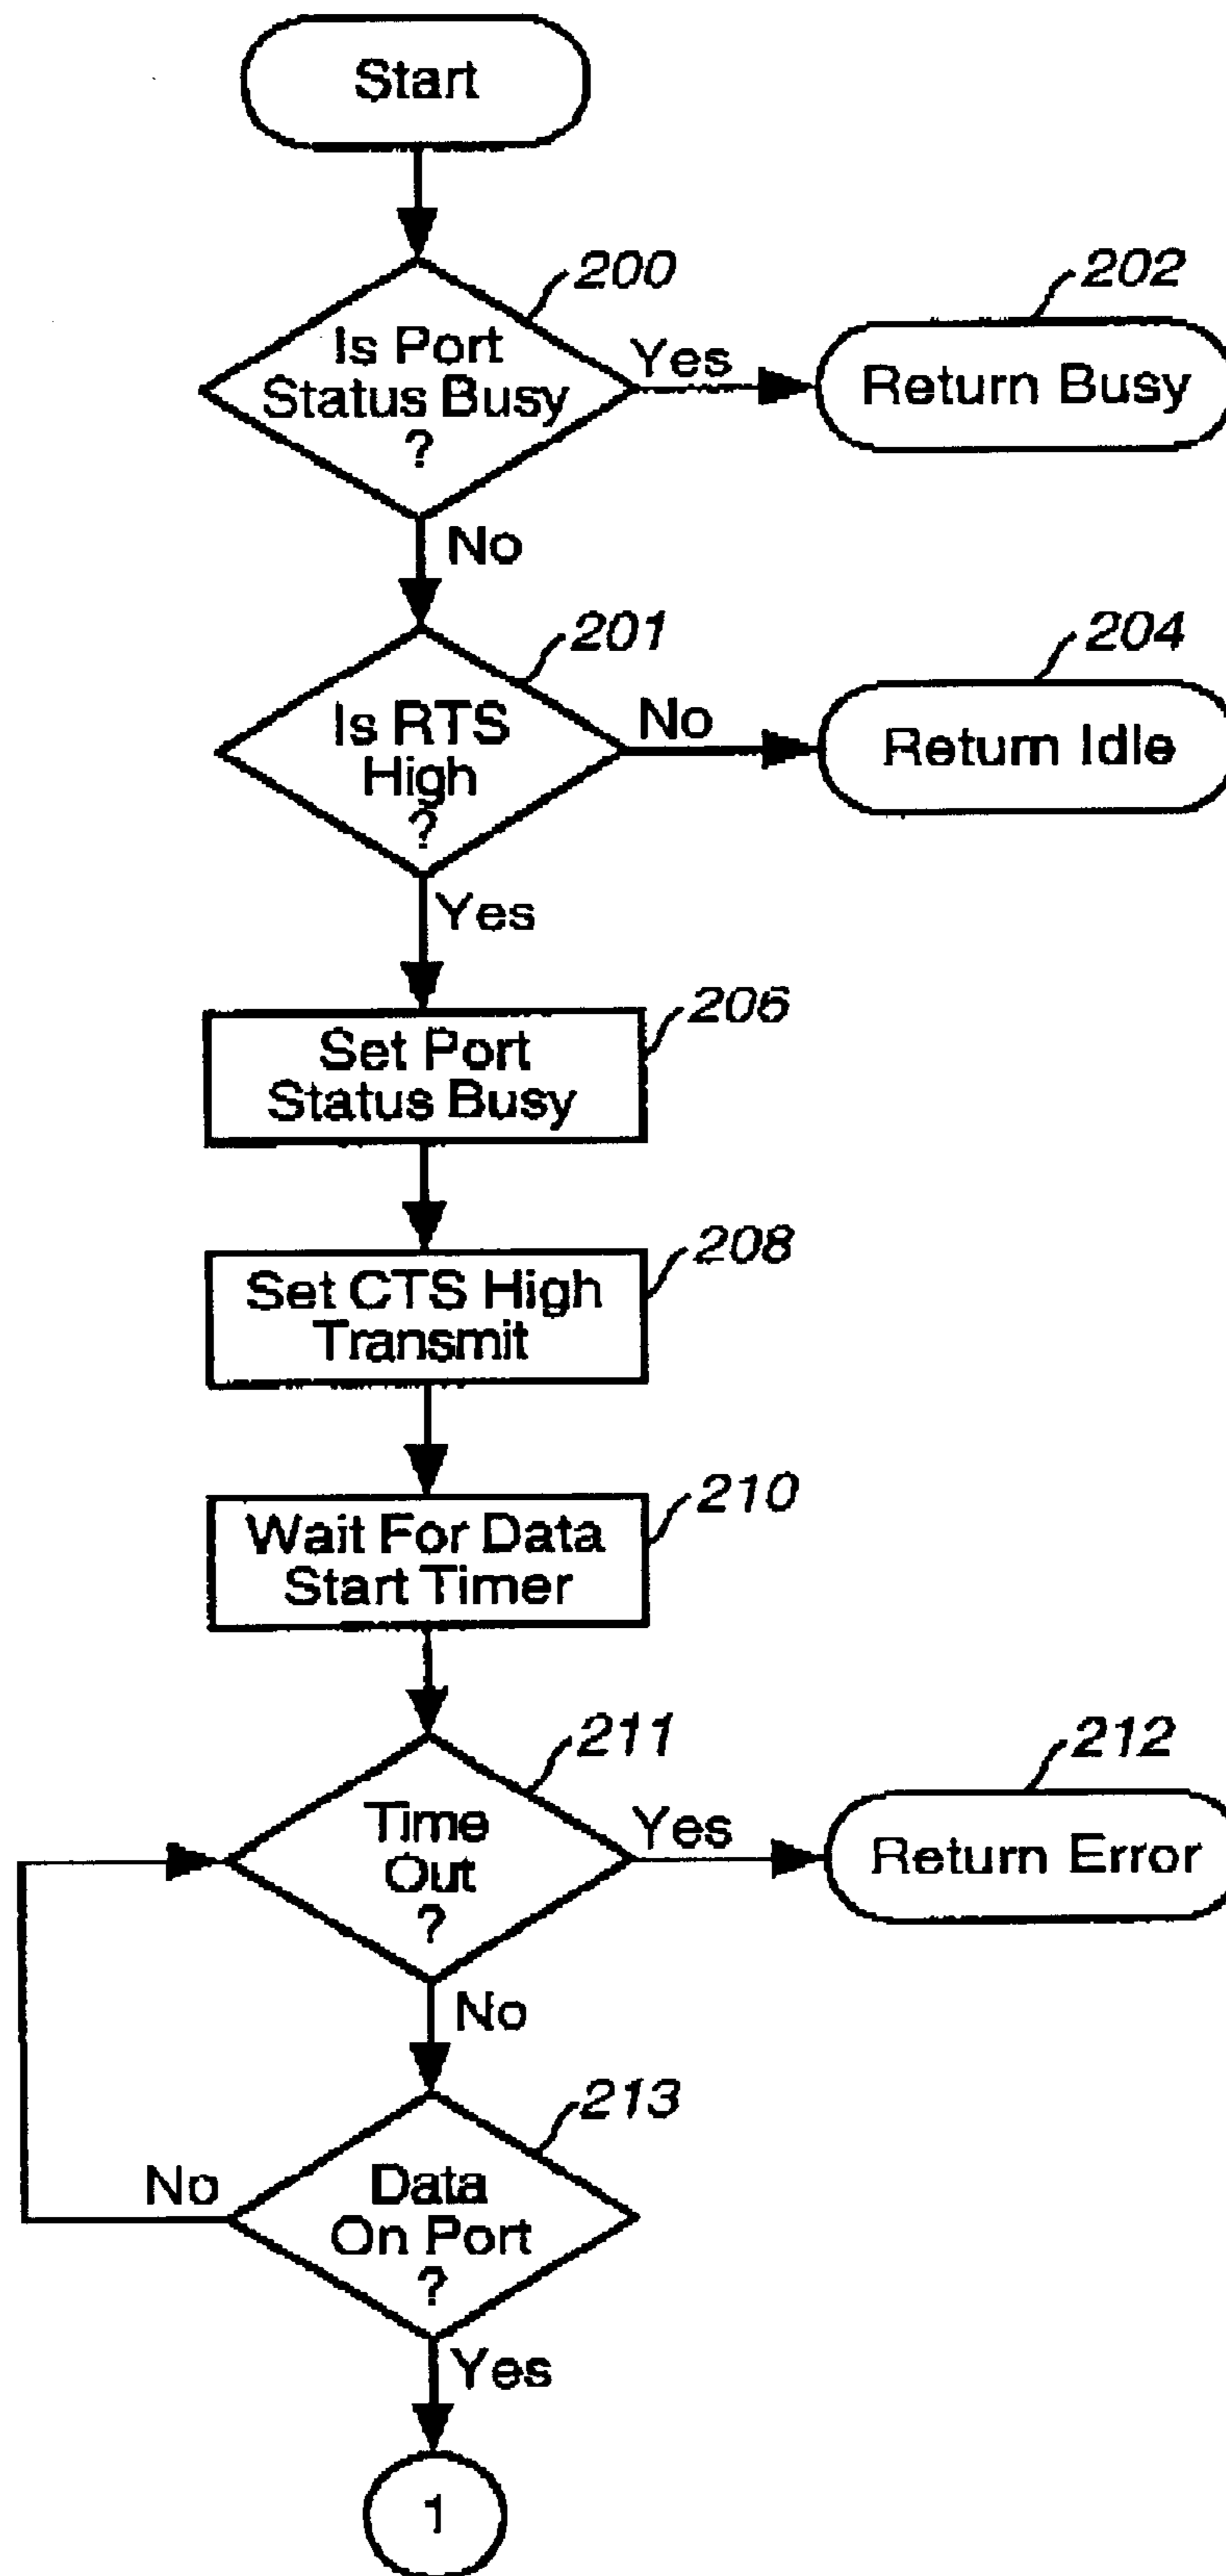 Start
200
Is Port
Status Busy
?
Yes
202
Return Busy
No
201
Is RTS
High
?
No
204
Return Idle
Yes
206
Set Port
Status Busy
208
Set CTS High
Transmit
210
Wait For Data
Start Timer
211
Time
Out
?
Yes
212
Return Error
No
213
Data
On Port
?
No
Yes
1